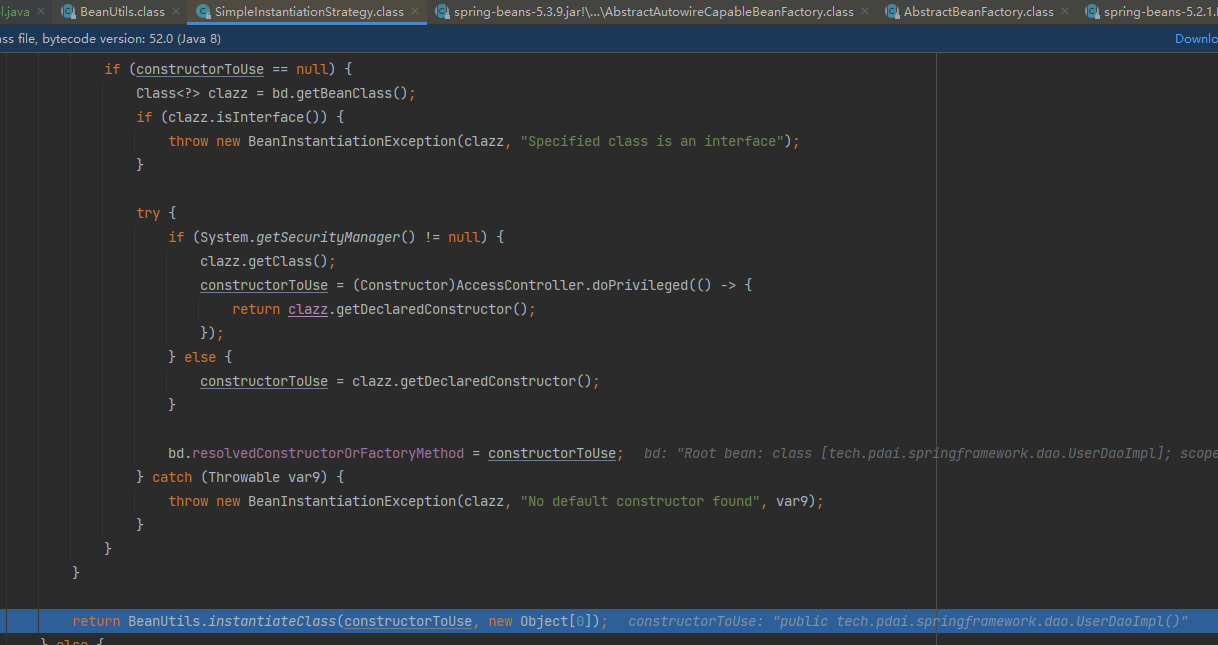 l.java BeanUtils.class SimpleInstantiationStrategy.class spring-beans-5.3.9.jar!\...\AbstractAutowireCapableBeanFactory.class AbstractBeanFactory.class spring-beans-5.2.1.
ss file, bytecode version: 52.0 (Java 8) Downlo
if (constructorToUse == null) {
Class<?> clazz = bd.getBeanClass();
if (clazz.isInterface()) {
throw new BeanInstantiationException(clazz, "Specified class is an interface");
}
try {
if (System.getSecurityManager() != null) {
clazz.getClass();
constructorToUse = (Constructor)AccessController.doPrivileged(() -> {
return clazz.getDeclaredConstructor();
});
} else {
constructorToUse = clazz.getDeclaredConstructor();
}
bd.resolvedConstructorOrFactoryMethod = constructorToUse; bd: "Root bean: class [tech.pdai.springframework.dao.UserDaoImpl]; scope
} catch (Throwable var9) {
throw new BeanInstantiationException(clazz, "No default constructor found", var9);
}
}
}
return BeanUtils.instantiateClass(constructorToUse, new Object[0]); constructorToUse: "public tech.pdai.springframework.dao.UserDaoImpl()"
} else {